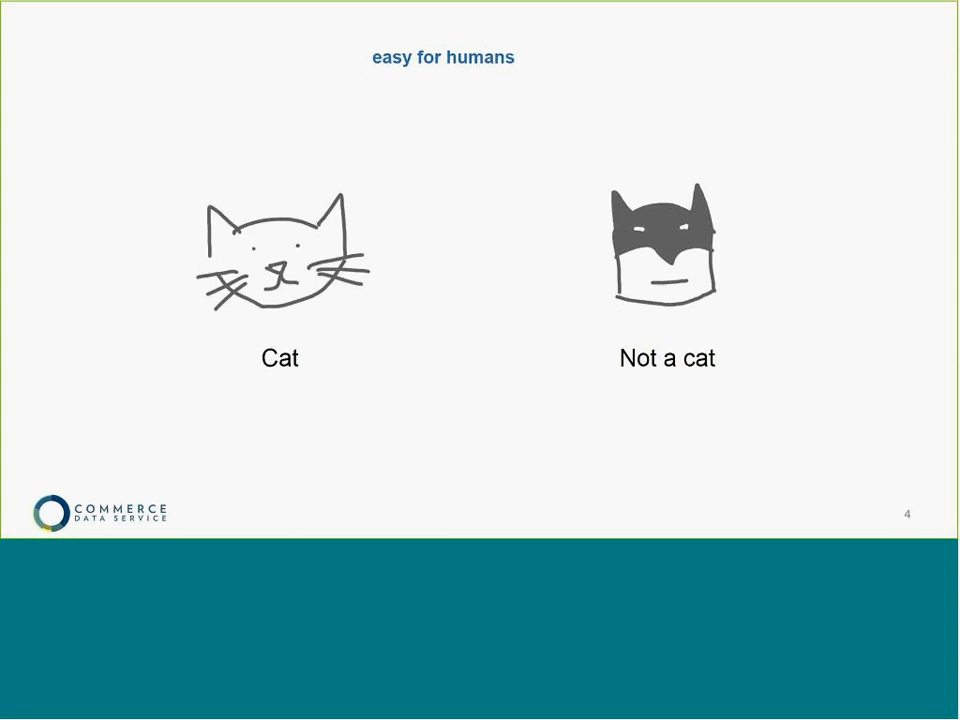 easy for humans
Cat
Not a cat
COMMERCE
DATA SERVICE
4